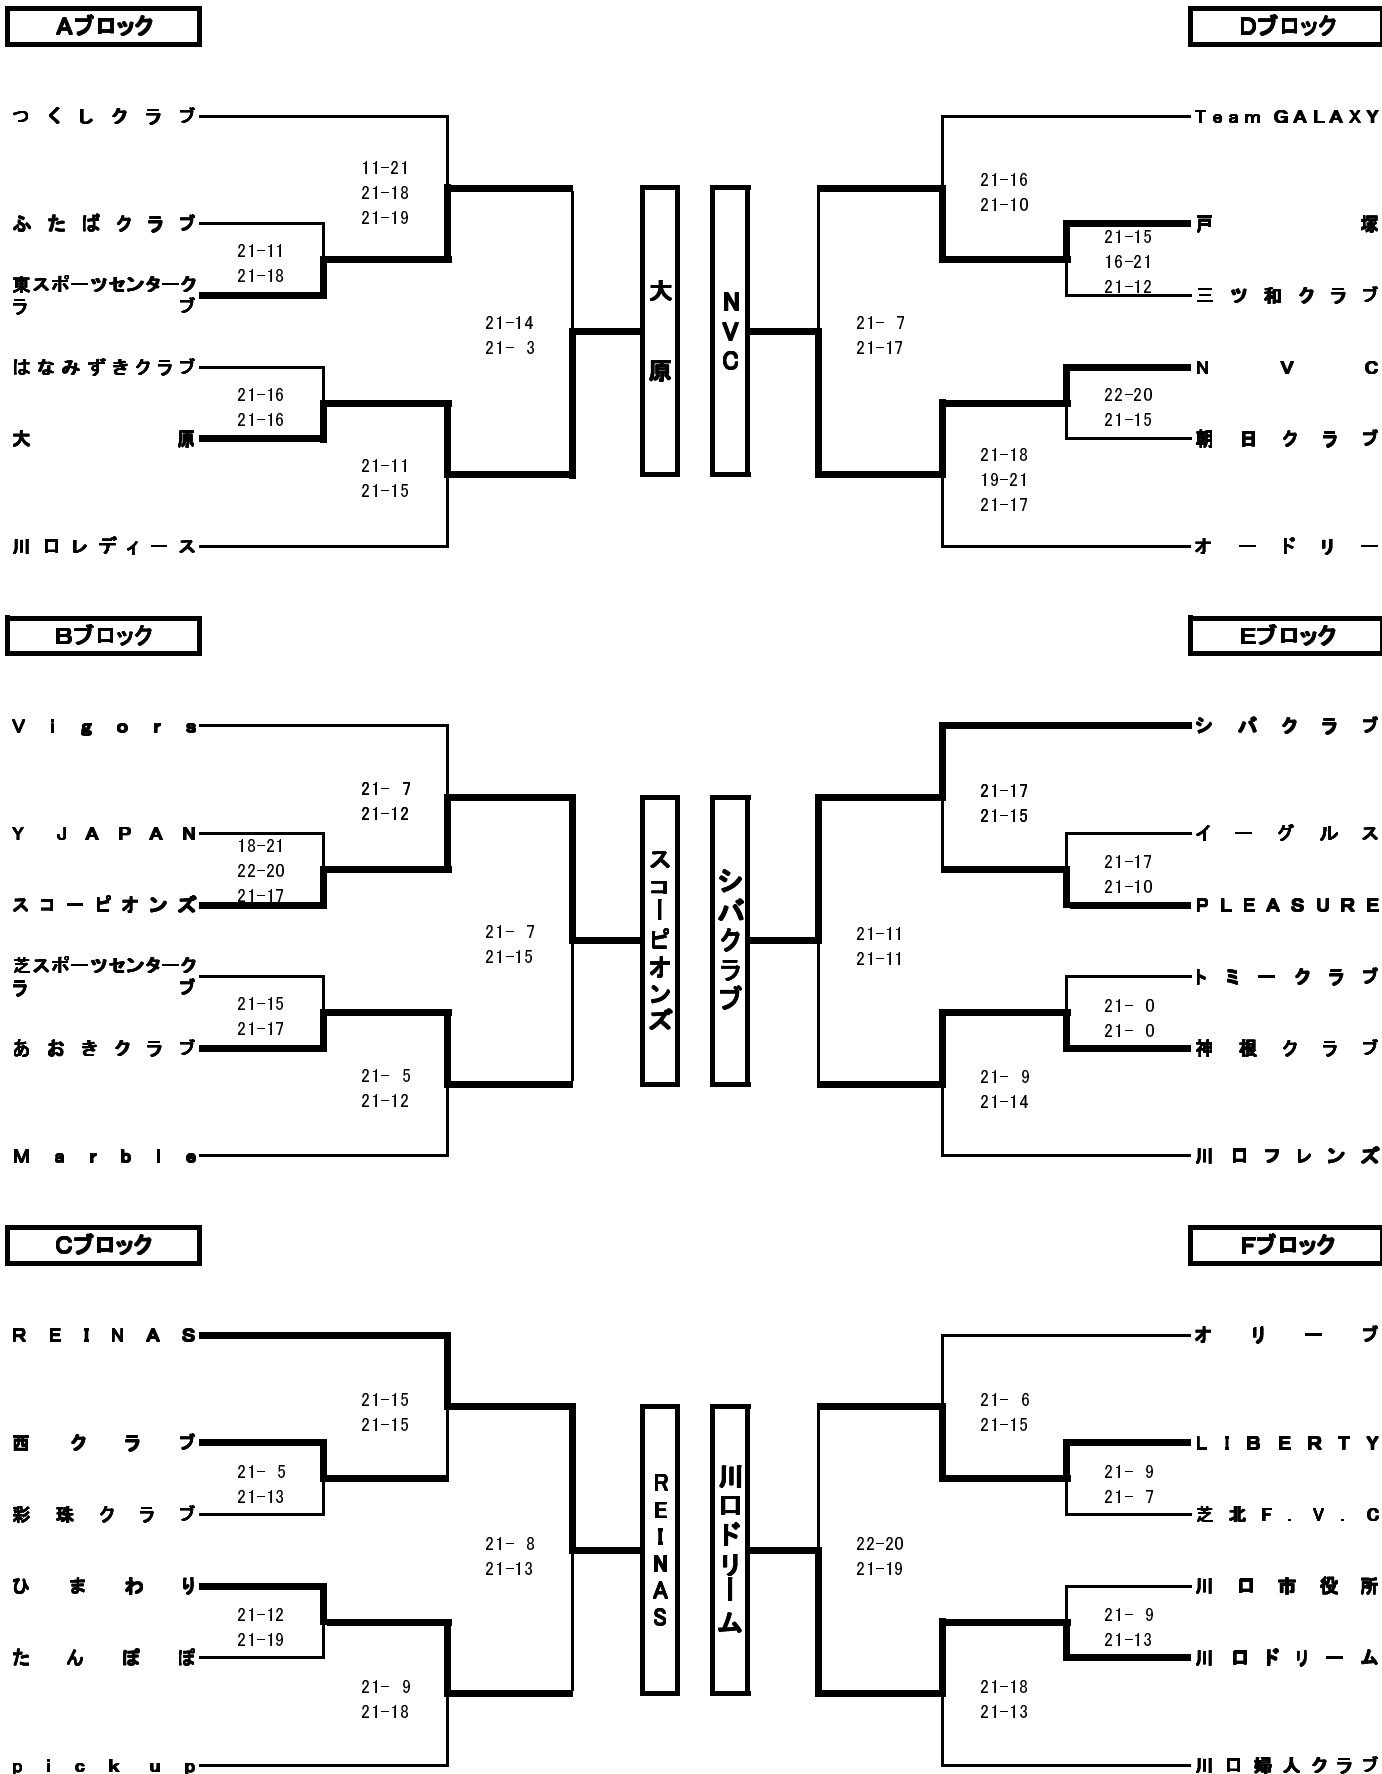 Aブロック
つくしクラブ
11-21
21-18
21-19
ふたばクラブ
21-11
21-18
東スポーツセンターク
ラブ
21-14
21- 3
はなみずきクラブ
21-16
21-16
大原
21-11
21-15
川口レディース
大原
Dブロック
Team GALAXY
21-16
21-10
戸塚
21-15
16-21
21-12
三ツ和クラブ
21- 7
21-17
NVC
22-20
21-15
朝日クラブ
21-18
19-21
21-17
オードリー
NVC
Bブロック
Vigors
21- 7
21-12
Y JAPAN
18-21
22-20
21-17
スコーピオンズ
21- 7
21-15
芝スポーツセンターク
ラブ
21-15
21-17
あおきクラブ
21- 5
21-12
Marble
スコーピオンズ
Eブロック
シバクラブ
21-17
21-15
イーグルス
21-17
21-10
PLEASURE
21-11
21-11
トミークラブ
21- 0
21- 0
神根クラブ
21- 9
21-14
川口フレンズ
シバクラブ
Cブロック
REINAS
21-15
21-15
西クラブ
21- 5
21-13
彩珠クラブ
21- 8
21-13
ひまわり
21-12
21-19
たんぽぽ
21- 9
21-18
pickup
REINAS
Fブロック
オリーブ
21- 6
21-15
LIBERTY
21- 9
21- 7
芝北F.V.C
22-20
21-19
川口市役所
21- 9
21-13
川口ドリーム
21-18
21-13
川口婦人クラブ
川口ドリーム